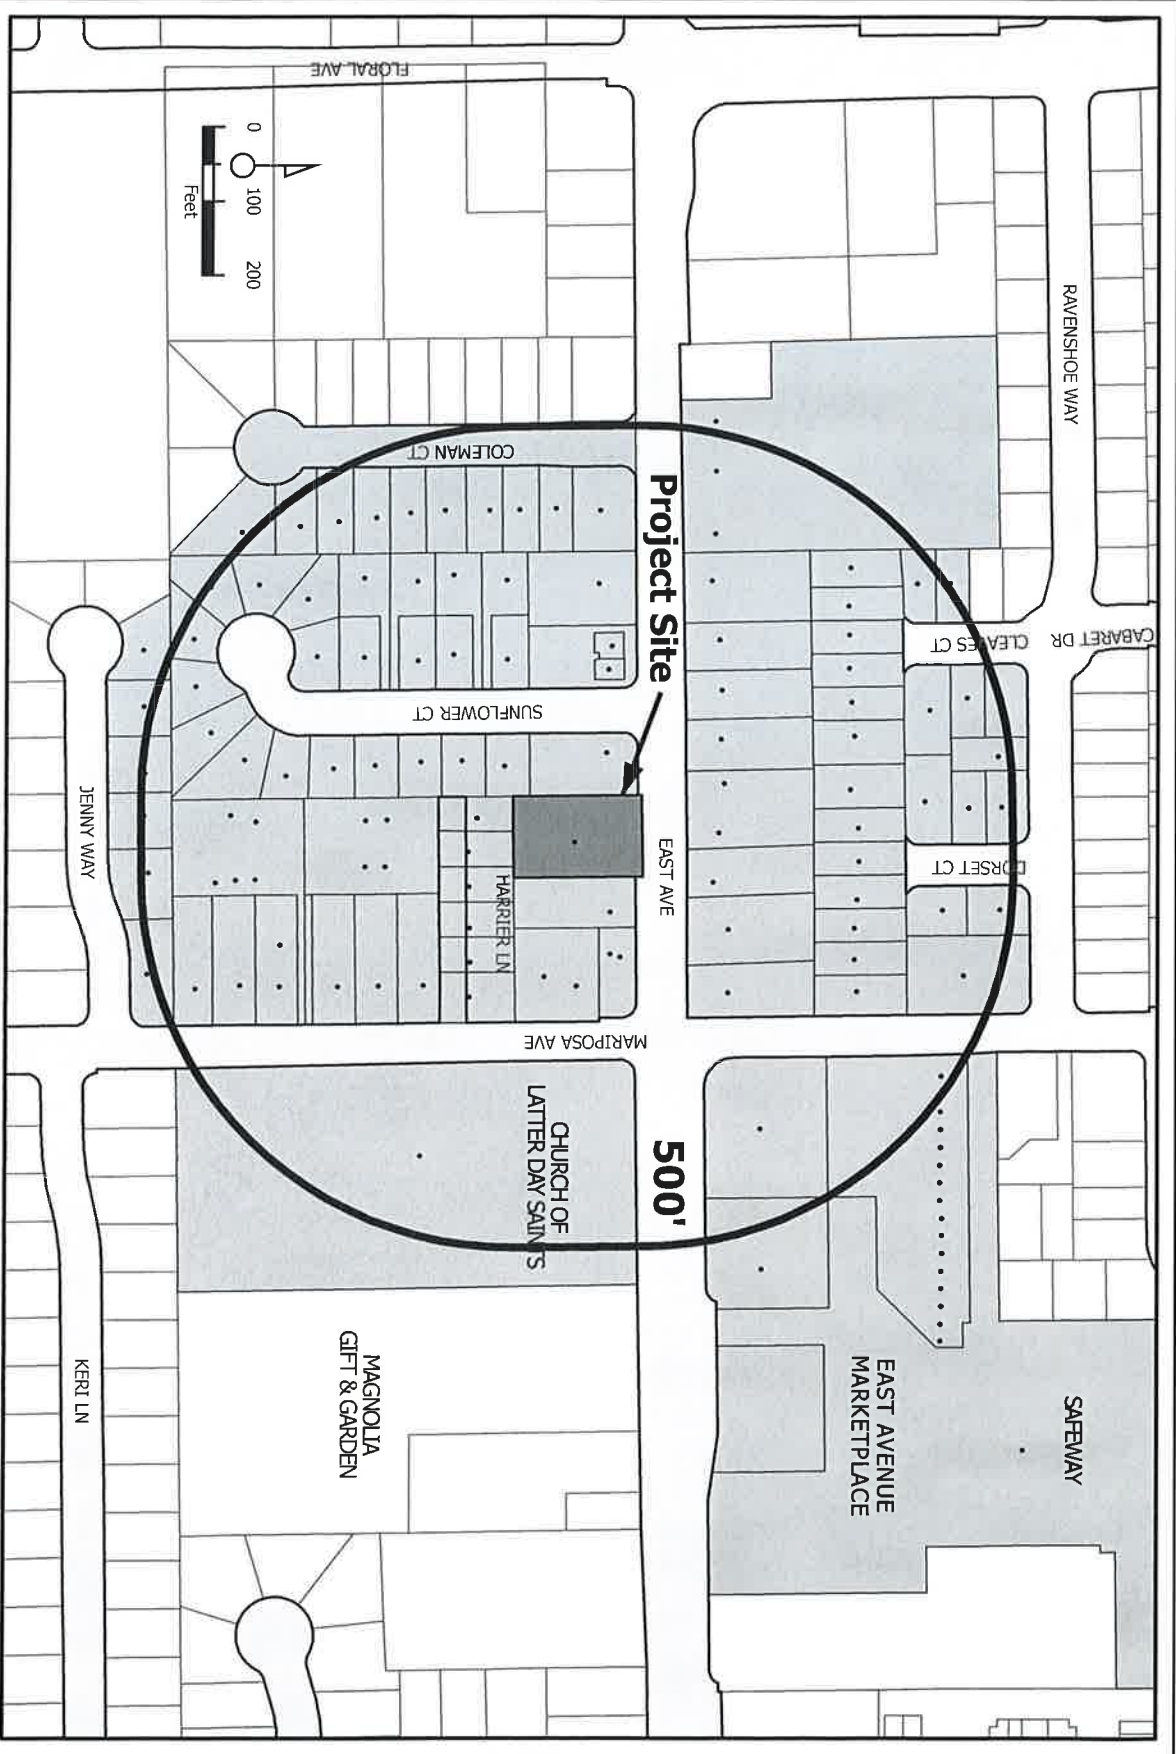 RAVENSHOE WAY
CABARET DR
CLEAVES CT
DORSET CT
SAFEWAY
EAST AVENUE
MARKETPLACE
FLORAL AVE
Project Site
EAST AVE
500'
COLEMAN CT
SUNFLOWER CT
HARRIER LN
MARIPOSA AVE
CHURCH OF
LATTER DAY SAINTS
MAGNOLIA
GIFT & GARDEN
0
100
200
Feet
JENNY WAY
KERI LN